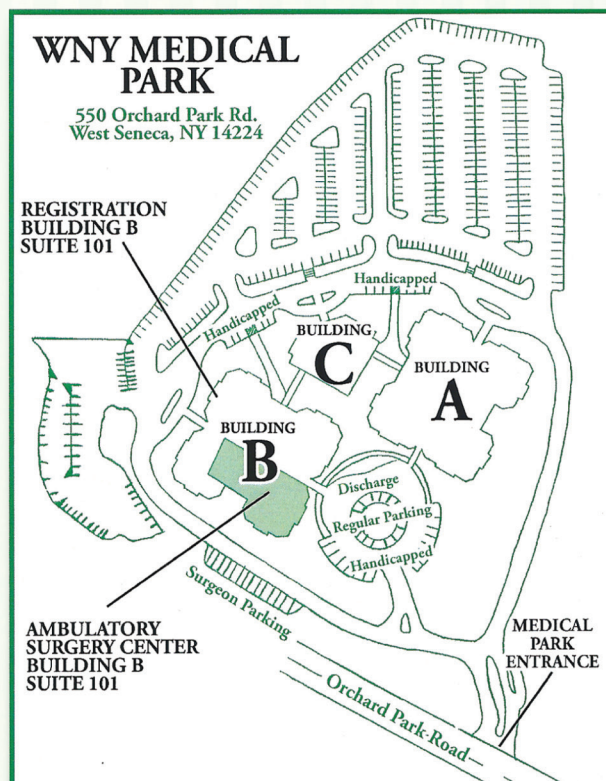 WNY MEDICAL
PARK
550 Orchard Park Rd.
West Seneca, NY 14224
REGISTRATION
BUILDING B
SUITE 101
Handicapped
Handicapped
BUILDING
C
BUILDING
A
BUILDING
B
Discharge
Regular Parking
Handicapped
Surgeon Parking
AMBULATORY
SURGERY CENTER
BUILDING B
SUITE 101
MEDICAL
PARK
ENTRANCE
Orchard Park Road